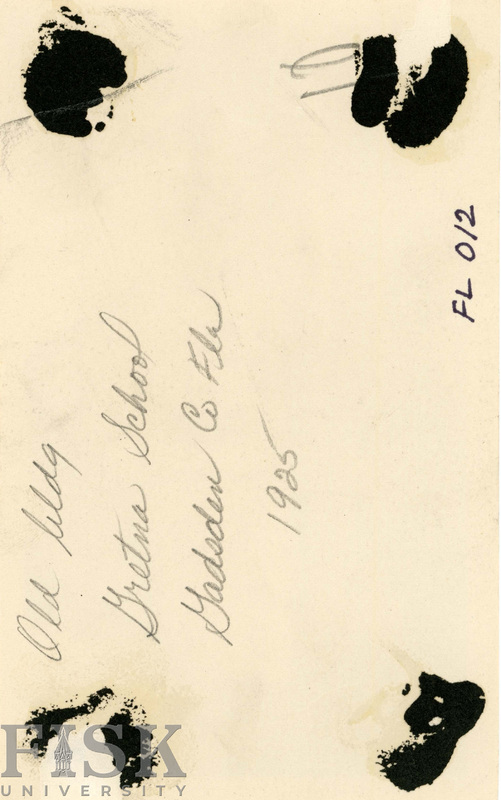 Old bldg
Gretna School
Gadsden Co Fla
1925
FL 012
FISK
UNIVERSITY